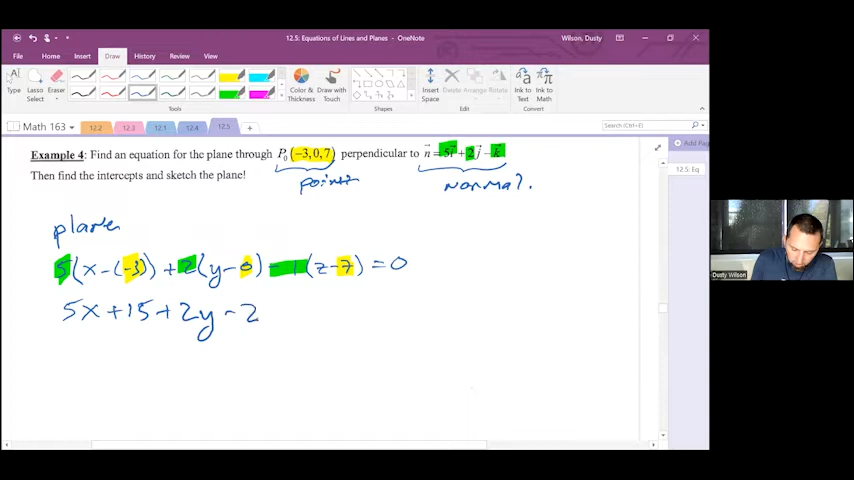 12.5: Equations of Lines and Planes - OneNote
Wilson, Dusty
File Home Insert Draw History Review View
Type
Lasso Select
Eraser
Color & Thickness
Draw with Touch
Insert Space
Delete
Arrange
Rotate
Ink to Text
Ink to Math
Tools
Shapes
Edit
Convert
Math 163
12.2 12.3 12.1 12.4 12.5
Search (Ctrl+E)
Add Pag
12.5: Eq
Example 4: Find an equation for the plane through P₀(−3,0,7) perpendicular to n⃗ = 5i⃗ + 2j⃗ − k⃗
Then find the intercepts and sketch the plane!
point
normal.
plane
5(x-(-3)) + 2(y-0) -1(z-7) = 0
5x+15+2y-2
Dusty Wilson